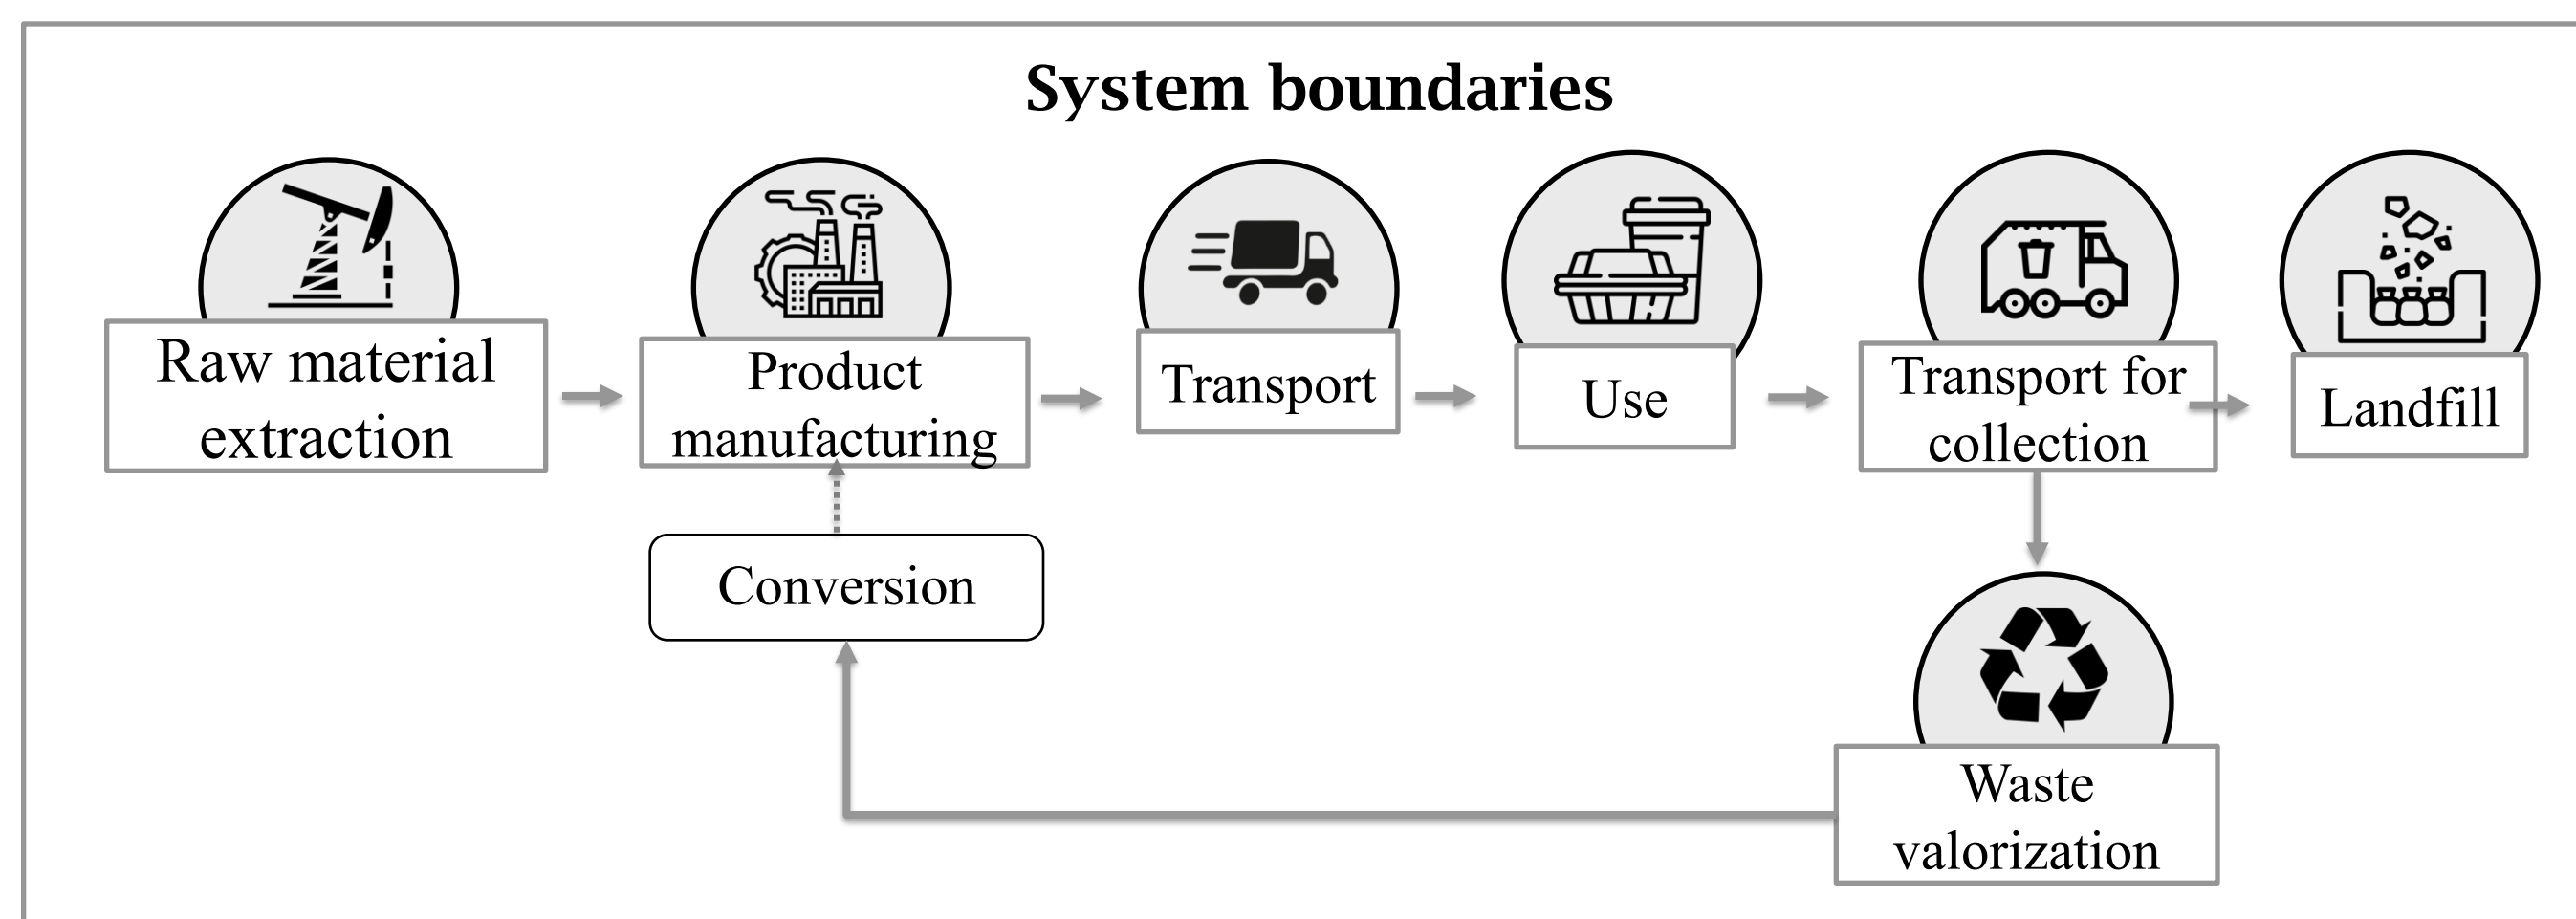 System boundaries
Raw material
extraction
Product
manufacturing
Transport
Use
Transport for
collection
Landfill
Conversion
Waste
valorization